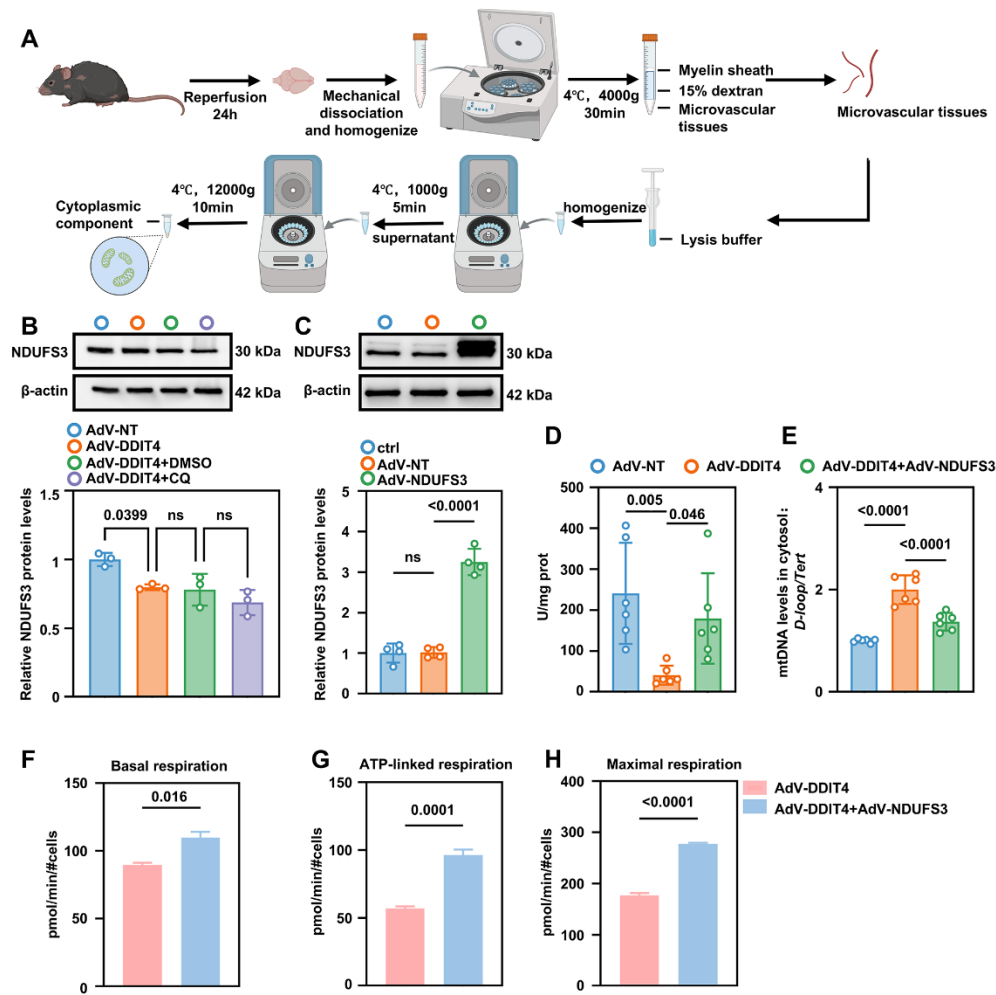 A
Reperfusion
24h
Mechanical
dissociation
and homogenize
4℃, 4000g
30min
Myelin sheath
15% dextran
Microvascular
tissues
Microvascular tissues
Cytoplasmic
component
4℃, 12000g
10min
4℃, 1000g
5min
supernatant
homogenize
Lysis buffer
B
NDUFS3
30 kDa
β-actin
42 kDa
AdV-NT
AdV-DDIT4
AdV-DDIT4+DMSO
AdV-DDIT4+CQ
Relative NDUFS3 protein levels
1.5
1
0.5
0
0.0399
ns
ns
C
NDUFS3
30 kDa
β-actin
42 kDa
ctrl
AdV-NT
AdV-NDUFS3
Relative NDUFS3 protein levels
5
4
3
2
1
0
ns
<0.0001
AdV-NT
AdV-DDIT4
AdV-DDIT4+AdV-NDUFS3
D
U/mg prot
500
400
300
200
100
0
0.005
0.046
E
mtDNA levels in cytosol:
D-loop/Tert
4
2
0
<0.0001
<0.0001
F
Basal respiration
pmol/min/#cells
150
100
50
0
0.016
G
ATP-linked respiration
pmol/min/#cells
150
100
50
0
0.0001
H
Maximal respiration
pmol/min/#cells
400
300
200
100
0
<0.0001
AdV-DDIT4
AdV-DDIT4+AdV-NDUFS3